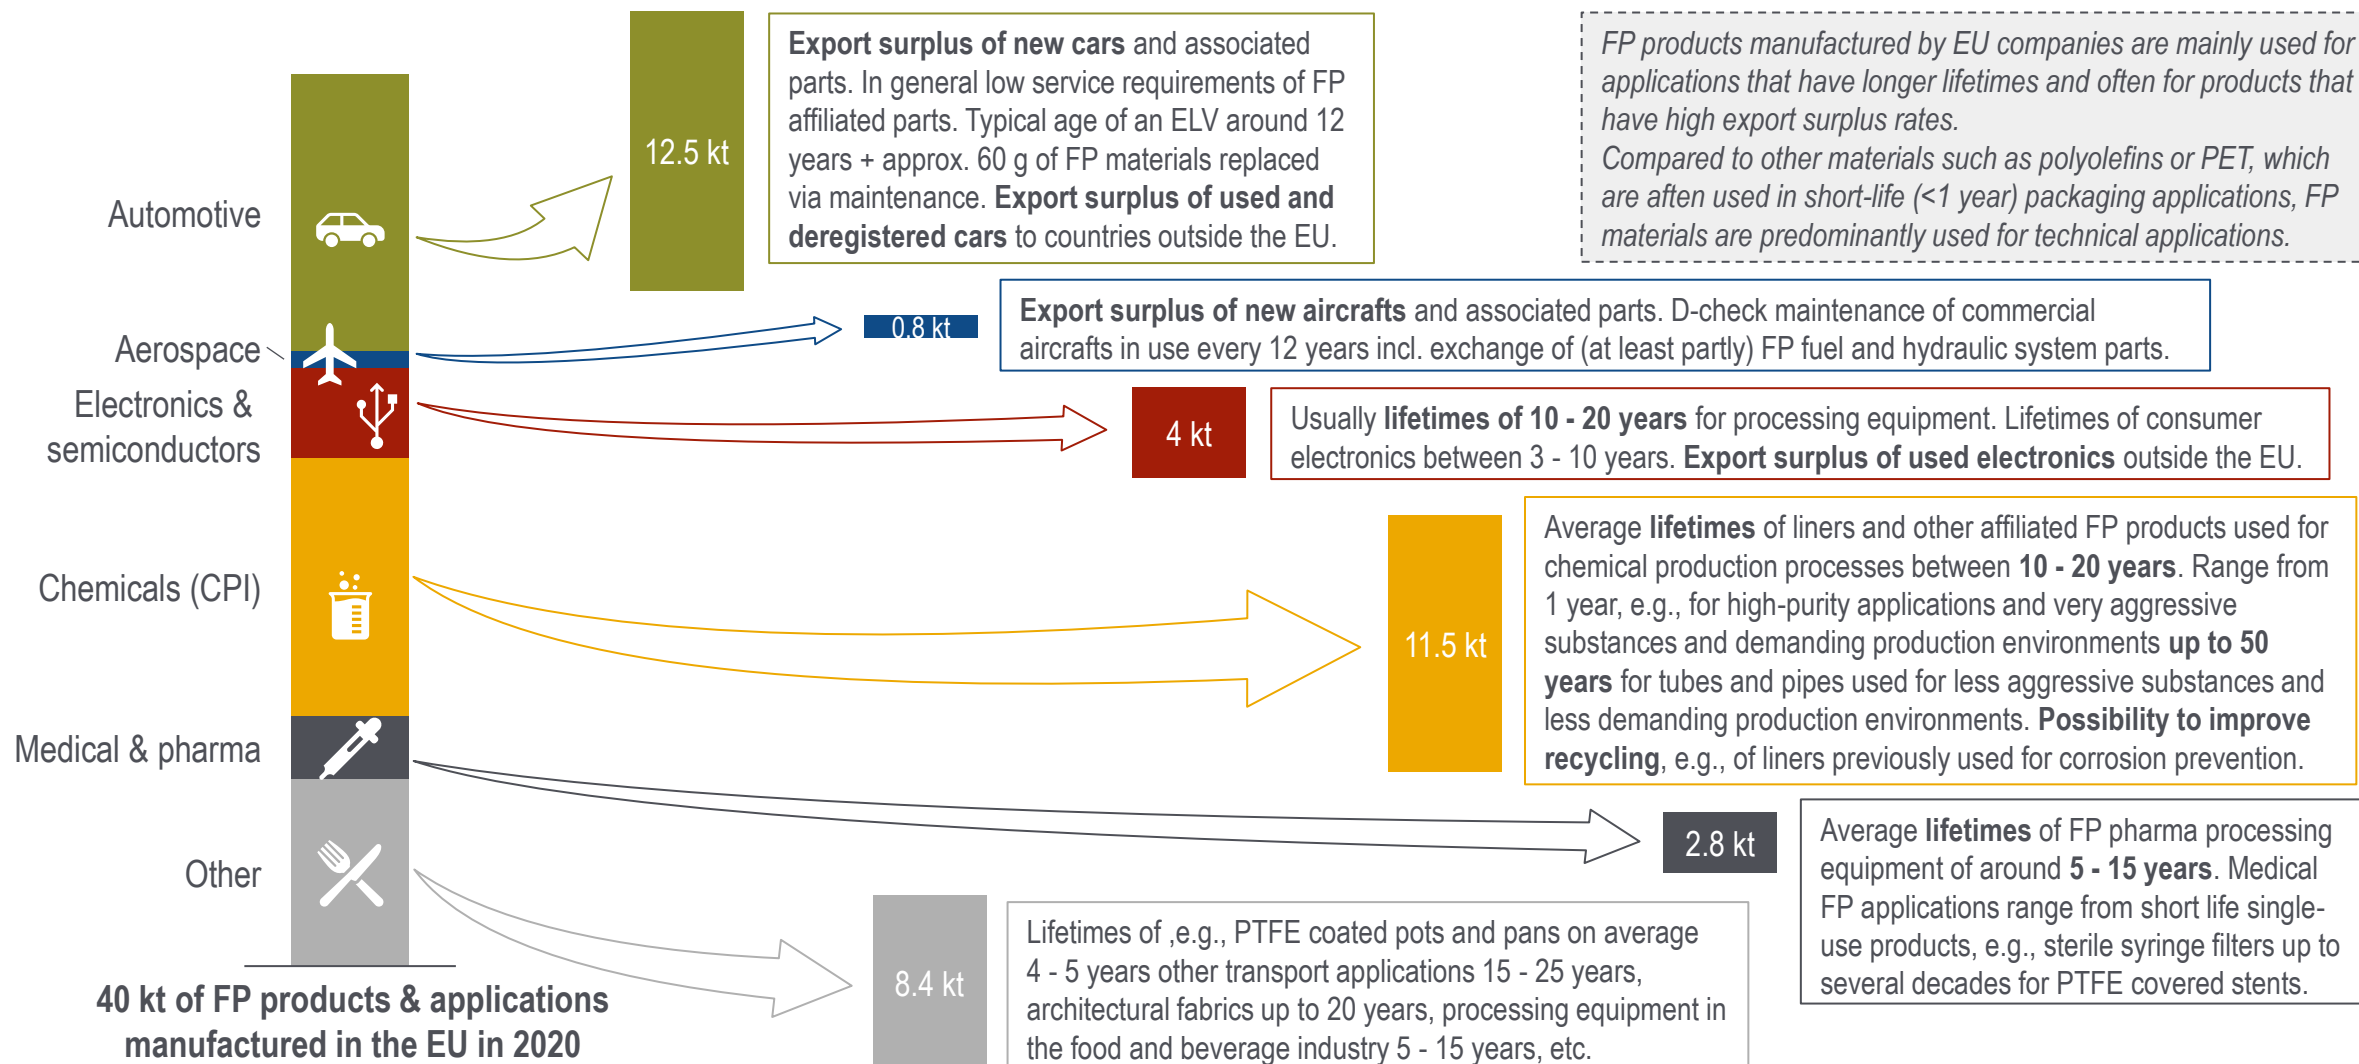 Automotive
Aerospace
Electronics &
semiconductors
Chemicals (CPI)
Medical & pharma
Other
40 kt of FP products & applications
manufactured in the EU in 2020
12.5 kt
Export surplus of new cars and associated
parts. In general low service requirements of FP
affiliated parts. Typical age of an ELV around 12
years + approx. 60 g of FP materials replaced
via maintenance. Export surplus of used and
deregistered cars to countries outside the EU.
FP products manufactured by EU companies are mainly used for
applications that have longer lifetimes and often for products that
have high export surplus rates.
Compared to other materials such as polyolefins or PET, which
are aften used in short-life (<1 year) packaging applications, FP
materials are predominantly used for technical applications.
0.8 kt
Export surplus of new aircrafts and associated parts. D-check maintenance of commercial
aircrafts in use every 12 years incl. exchange of (at least partly) FP fuel and hydraulic system parts.
4 kt
Usually lifetimes of 10 - 20 years for processing equipment. Lifetimes of consumer
electronics between 3 - 10 years. Export surplus of used electronics outside the EU.
11.5 kt
Average lifetimes of liners and other affiliated FP products used for
chemical production processes between 10 - 20 years. Range from
1 year, e.g., for high-purity applications and very aggressive
substances and demanding production environments up to 50
years for tubes and pipes used for less aggressive substances and
less demanding production environments. Possibility to improve
recycling, e.g., of liners previously used for corrosion prevention.
2.8 kt
Average lifetimes of FP pharma processing
equipment of around 5 - 15 years. Medical
FP applications range from short life single-
use products, e.g., sterile syringe filters up to
several decades for PTFE covered stents.
8.4 kt
Lifetimes of ,e.g., PTFE coated pots and pans on average
4 - 5 years other transport applications 15 - 25 years,
architectural fabrics up to 20 years, processing equipment in
the food and beverage industry 5 - 15 years, etc.